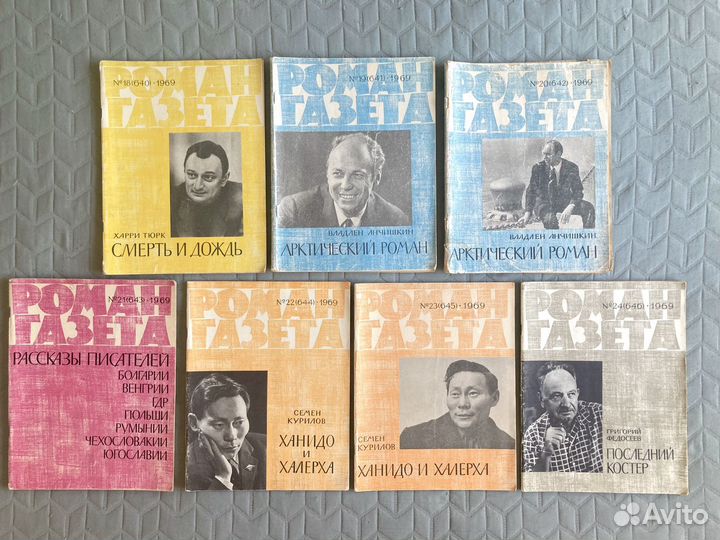 РОМАН
№18(640)·1969
ГАЗЕТА
ХАРРИ ТЮРК
СМЕРТЬ И ДОЖДЬ
РОМАН
№19(641)·1969
ГАЗЕТА
ВЛАДЛЕН АНЧИШКИН
АРКТИЧЕСКИЙ РОМАН
РОМАН
№20(642)·1969
ГАЗЕТА
ВЛАДЛЕН АНЧИШКИН
АРКТИЧЕСКИЙ РОМАН
РОМАН
№21(643)·1969
ГАЗЕТА
РАССКАЗЫ ПИСАТЕЛЕЙ
БОЛГАРИИ
ВЕНГРИИ
ГДР
ПОЛЬШИ
РУМЫНИИ
ЧЕХОСЛОВАКИИ
ЮГОСЛАВИИ
РОМАН
№22(644)·1969
ГАЗЕТА
СЕМЕН
КУРИЛОВ
ХАНИДО
И
ХАЛЕРХА
РОМАН
№23(645)·1969
ГАЗЕТА
СЕМЕН
КУРИЛОВ
ХАНИДО И ХАЛЕРХА
РОМАН
№24(646)·1969
ГАЗЕТА
ГРИГОРИЙ
ФЕДОСЕЕВ
ПОСЛЕДНИЙ
КОСТЕР
Avito